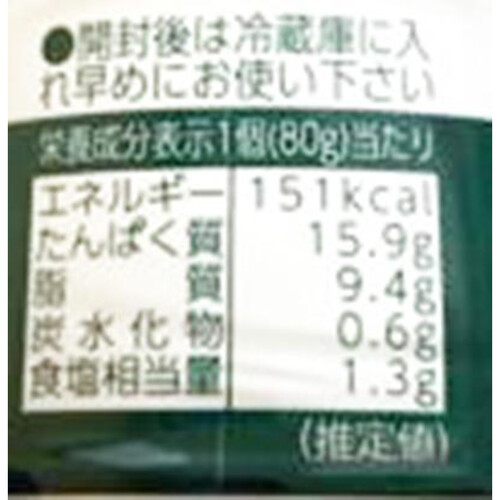 ●開封後は冷蔵庫に入
れ早めにお使い下さい
栄養成分表示1個(80g)当たり
エネルギー 151kcal
たんぱく質 15.9g
脂質 9.4g
炭水化物 0.6g
食塩相当量 1.3g
(推定値)